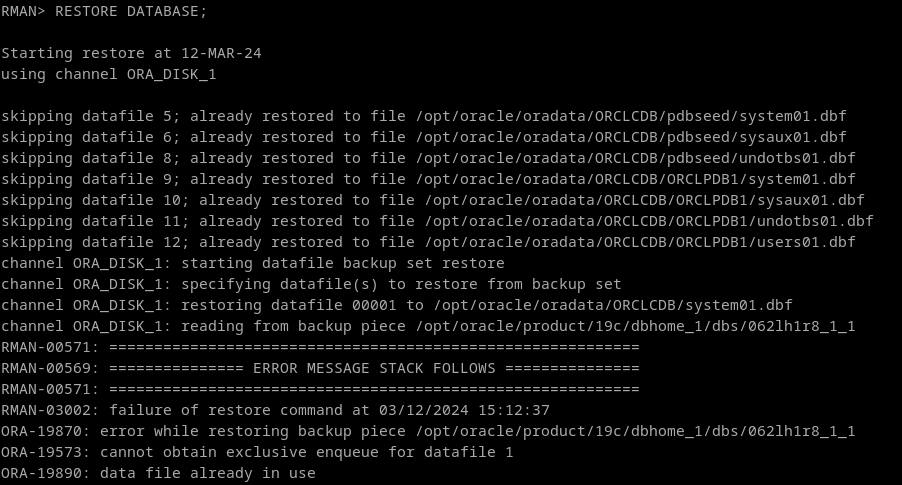 RMAN> RESTORE DATABASE;
Starting restore at 12-MAR-24
using channel ORA_DISK_1
skipping datafile 5; already restored to file /opt/oracle/oradata/ORCLCDB/pdbseed/system01.dbf
skipping datafile 6; already restored to file /opt/oracle/oradata/ORCLCDB/pdbseed/sysaux01.dbf
skipping datafile 8; already restored to file /opt/oracle/oradata/ORCLCDB/pdbseed/undotbs01.dbf
skipping datafile 9; already restored to file /opt/oracle/oradata/ORCLCDB/ORCLPDB1/system01.dbf
skipping datafile 10; already restored to file /opt/oracle/oradata/ORCLCDB/ORCLPDB1/sysaux01.dbf
skipping datafile 11; already restored to file /opt/oracle/oradata/ORCLCDB/ORCLPDB1/undotbs01.dbf
skipping datafile 12; already restored to file /opt/oracle/oradata/ORCLCDB/ORCLPDB1/users01.dbf
channel ORA_DISK_1: starting datafile backup set restore
channel ORA_DISK_1: specifying datafile(s) to restore from backup set
channel ORA_DISK_1: restoring datafile 00001 to /opt/oracle/oradata/ORCLCDB/system01.dbf
channel ORA_DISK_1: reading from backup piece /opt/oracle/product/19c/dbhome_1/dbs/062lh1r8_1_1
RMAN-00571: ===========================================================
RMAN-00569: =============== ERROR MESSAGE STACK FOLLOWS ===============
RMAN-00571: ===========================================================
RMAN-03002: failure of restore command at 03/12/2024 15:12:37
ORA-19870: error while restoring backup piece /opt/oracle/product/19c/dbhome_1/dbs/062lh1r8_1_1
ORA-19573: cannot obtain exclusive enqueue for datafile 1
ORA-19890: data file already in use